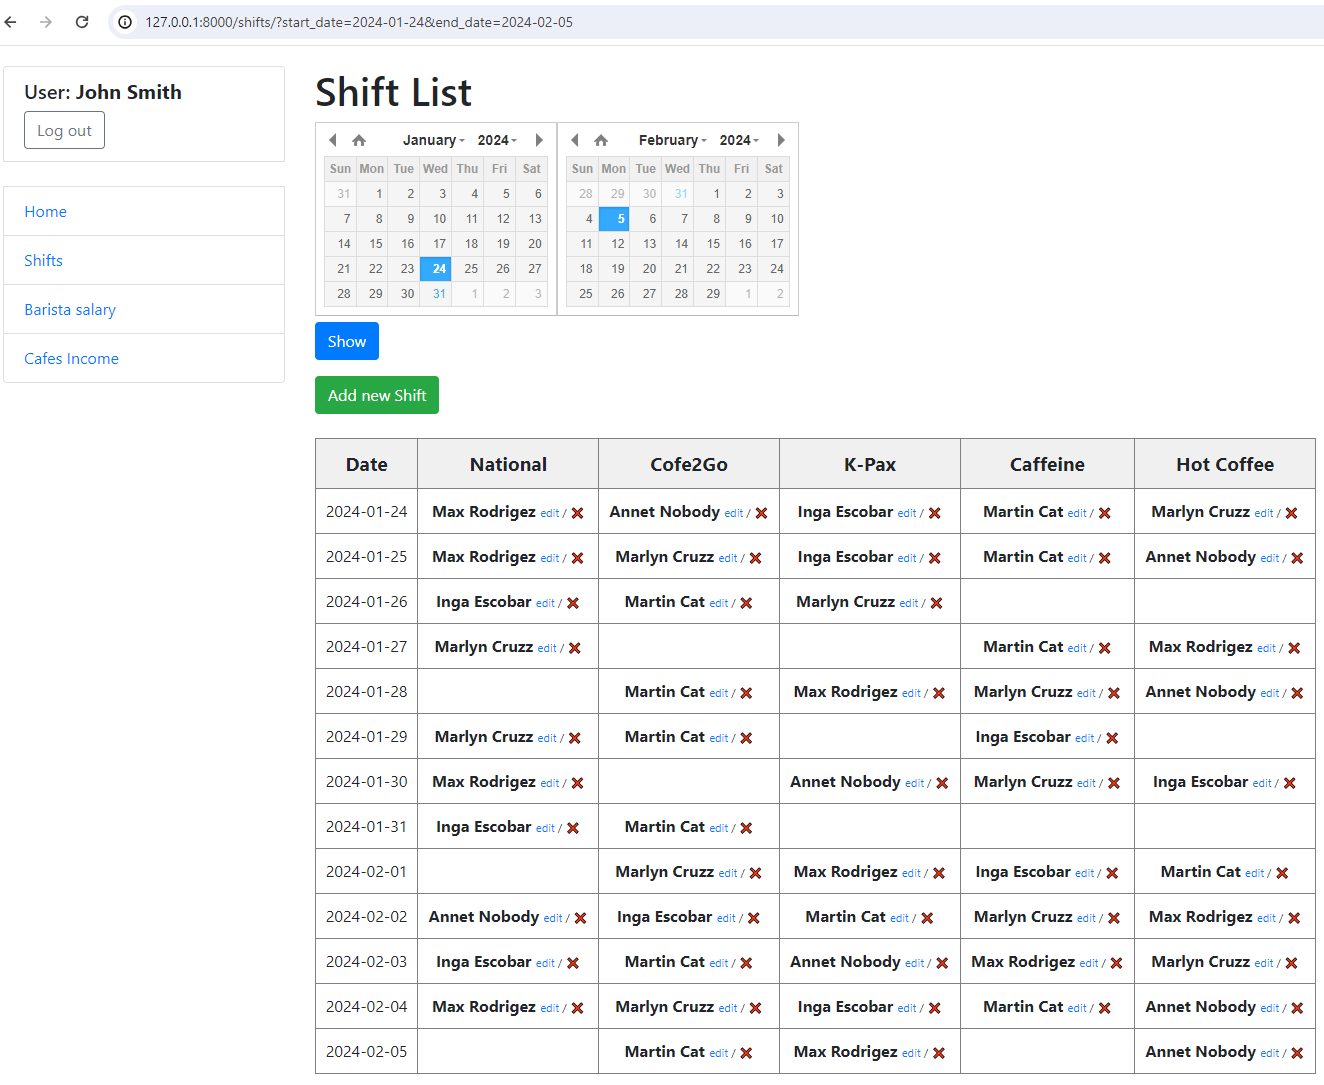 127.0.0.1:8000/shifts/?start_date=2024-01-24&end_date=2024-02-05
User: John Smith
Log out
Home
Shifts
Barista salary
Cafes Income
Shift List
January 2024
Sun Mon Tue Wed Thu Fri Sat
31 1 2 3 4 5 6
7 8 9 10 11 12 13
14 15 16 17 18 19 20
21 22 23 24 25 26 27
28 29 30 31 1 2 3
February 2024
Sun Mon Tue Wed Thu Fri Sat
28 29 30 31 1 2 3
4 5 6 7 8 9 10
11 12 13 14 15 16 17
18 19 20 21 22 23 24
25 26 27 28 29 1 2
Show
Add new Shift
Date National Cofe2Go K-Pax Caffeine Hot Coffee
2024-01-24 Max Rodrigez edit / Annet Nobody edit / Inga Escobar edit / Martin Cat edit / Marlyn Cruzz edit /
2024-01-25 Max Rodrigez edit / Marlyn Cruzz edit / Inga Escobar edit / Martin Cat edit / Annet Nobody edit /
2024-01-26 Inga Escobar edit / Martin Cat edit / Marlyn Cruzz edit /
2024-01-27 Marlyn Cruzz edit / Martin Cat edit / Max Rodrigez edit /
2024-01-28 Martin Cat edit / Max Rodrigez edit / Marlyn Cruzz edit / Annet Nobody edit /
2024-01-29 Marlyn Cruzz edit / Martin Cat edit / Inga Escobar edit /
2024-01-30 Max Rodrigez edit / Annet Nobody edit / Marlyn Cruzz edit / Inga Escobar edit /
2024-01-31 Inga Escobar edit / Martin Cat edit /
2024-02-01 Marlyn Cruzz edit / Max Rodrigez edit / Inga Escobar edit / Martin Cat edit /
2024-02-02 Annet Nobody edit / Inga Escobar edit / Martin Cat edit / Marlyn Cruzz edit / Max Rodrigez edit /
2024-02-03 Inga Escobar edit / Martin Cat edit / Annet Nobody edit / Max Rodrigez edit / Marlyn Cruzz edit /
2024-02-04 Max Rodrigez edit / Marlyn Cruzz edit / Inga Escobar edit / Martin Cat edit / Annet Nobody edit /
2024-02-05 Martin Cat edit / Max Rodrigez edit / Annet Nobody edit /